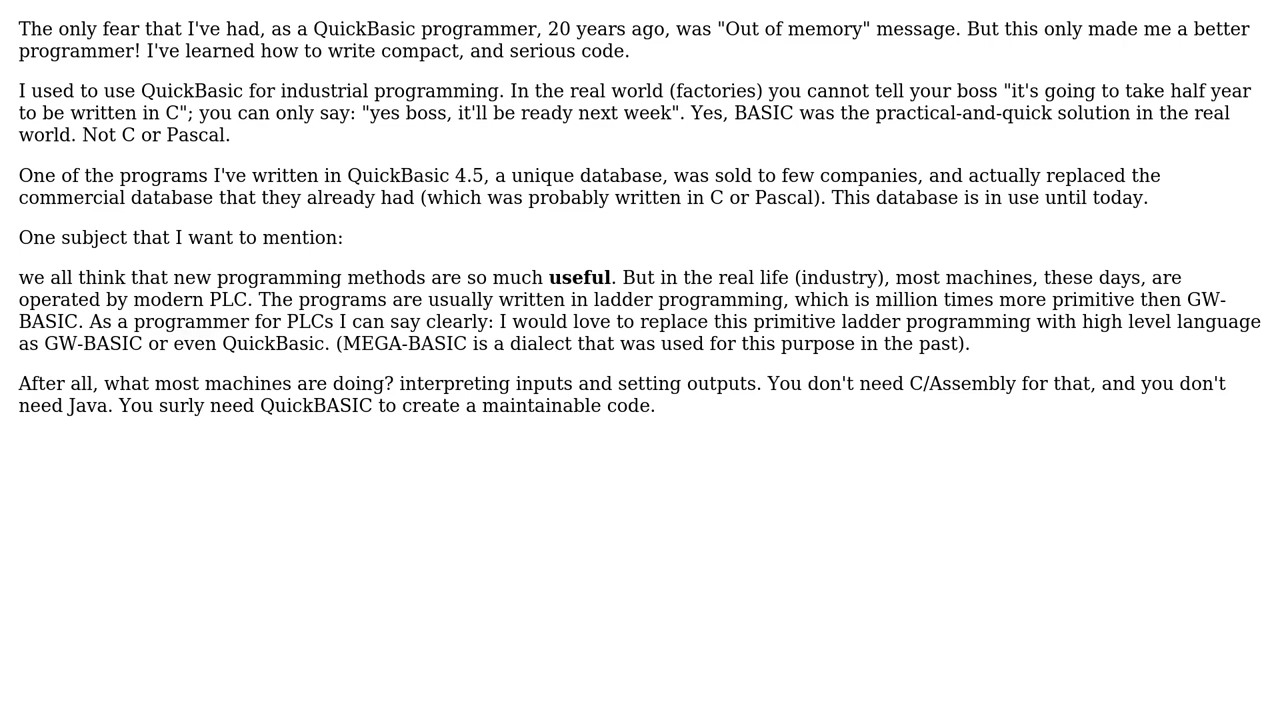 The only fear that I've had, as a QuickBasic programmer, 20 years ago, was "Out of memory" message. But this only made me a better
programmer! I've learned how to write compact, and serious code.
I used to use QuickBasic for industrial programming. In the real world (factories) you cannot tell your boss "it's going to take half year
to be written in C"; you can only say: "yes boss, it'll be ready next week". Yes, BASIC was the practical-and-quick solution in the real
world. Not C or Pascal.
One of the programs I've written in QuickBasic 4.5, a unique database, was sold to few companies, and actually replaced the
commercial database that they already had (which was probably written in C or Pascal). This database is in use until today.
One subject that I want to mention:
we all think that new programming methods are so much useful. But in the real life (industry), most machines, these days, are
operated by modern PLC. The programs are usually written in ladder programming, which is million times more primitive then GW-
BASIC. As a programmer for PLCs I can say clearly: I would love to replace this primitive ladder programming with high level language
as GW-BASIC or even QuickBasic. (MEGA-BASIC is a dialect that was used for this purpose in the past).
After all, what most machines are doing? interpreting inputs and setting outputs. You don't need C/Assembly for that, and you don't
need Java. You surly need QuickBASIC to create a maintainable code.